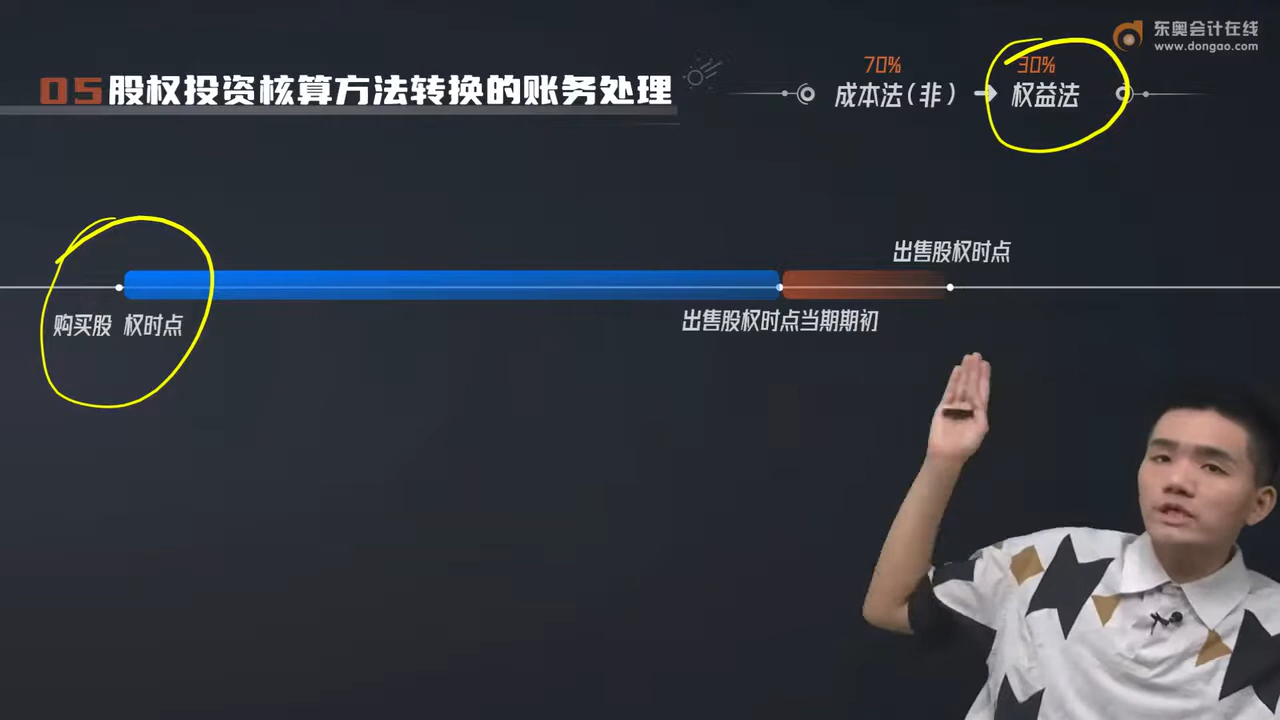 东奥会计在线
www.dongao.com
05股权投资核算方法转换的账务处理
70%
30%
成本法(非)
权益法
出售股权时点
购买股 权时点
出售股权时点当期期初